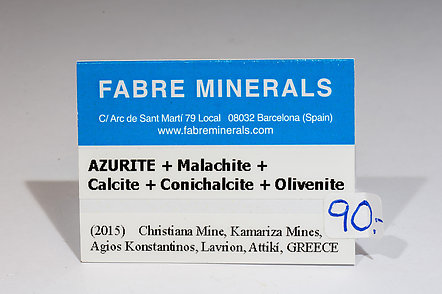 FABRE MINERALS
C/ Arc de Sant Martí 79 Local 08032 Barcelona (Spain)
www.fabreminerals.com
AZURITE + Malachite +
Calcite + Conichalcite + Olivenite
90.-
(2015) Christiana Mine, Kamariza Mines,
Agios Konstantinos, Lavrion, Attikí, GREECE